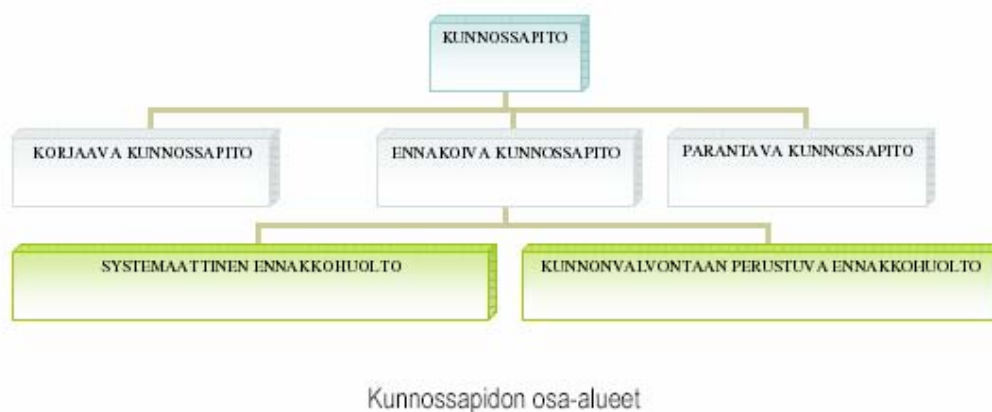 KUNNOSSAPITO
KORJAAVA KUNNOSSAPITO
ENNAKOIVA KUNNOSSAPITO
PARANTAVA KUNNOSSAPITO
SYSTEMAATTINEN ENNAKKOHUOLTO
KUNNONVALVONTAAN PERUSTUVA ENNAKKOHUOLTO
Kunnossapidon osa-alueet